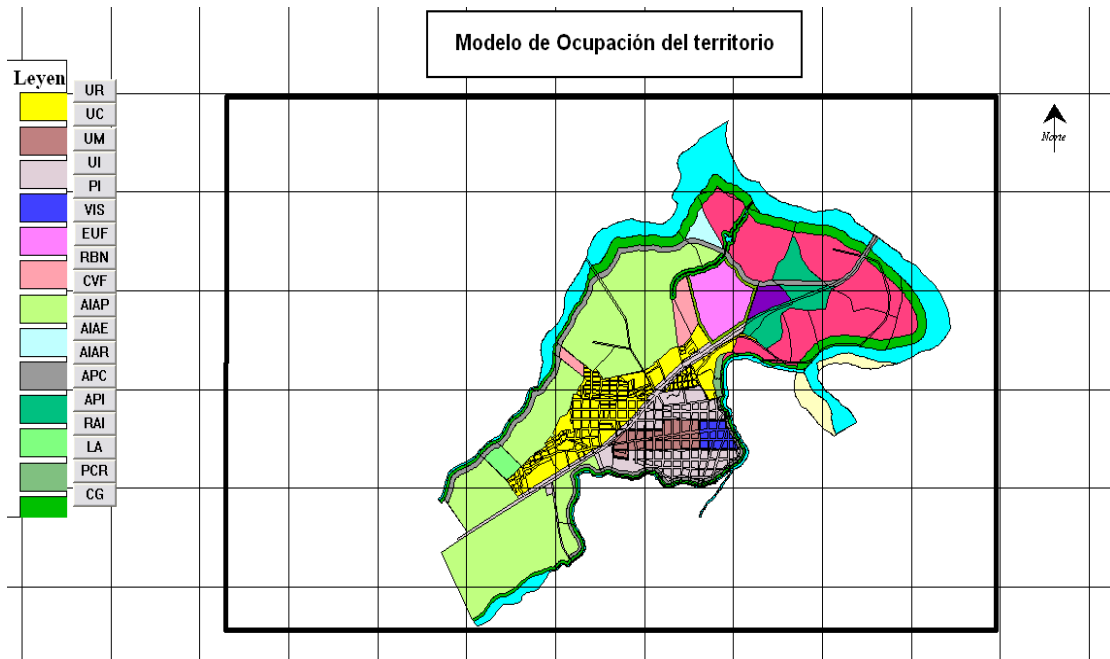 Modelo de Ocupación del territorio
Leyen
UR
UC
UM
UI
PI
VIS
EUF
RBN
CVF
AIAP
AIAE
AIAR
APC
API
RAI
LA
PCR
CG
Norte